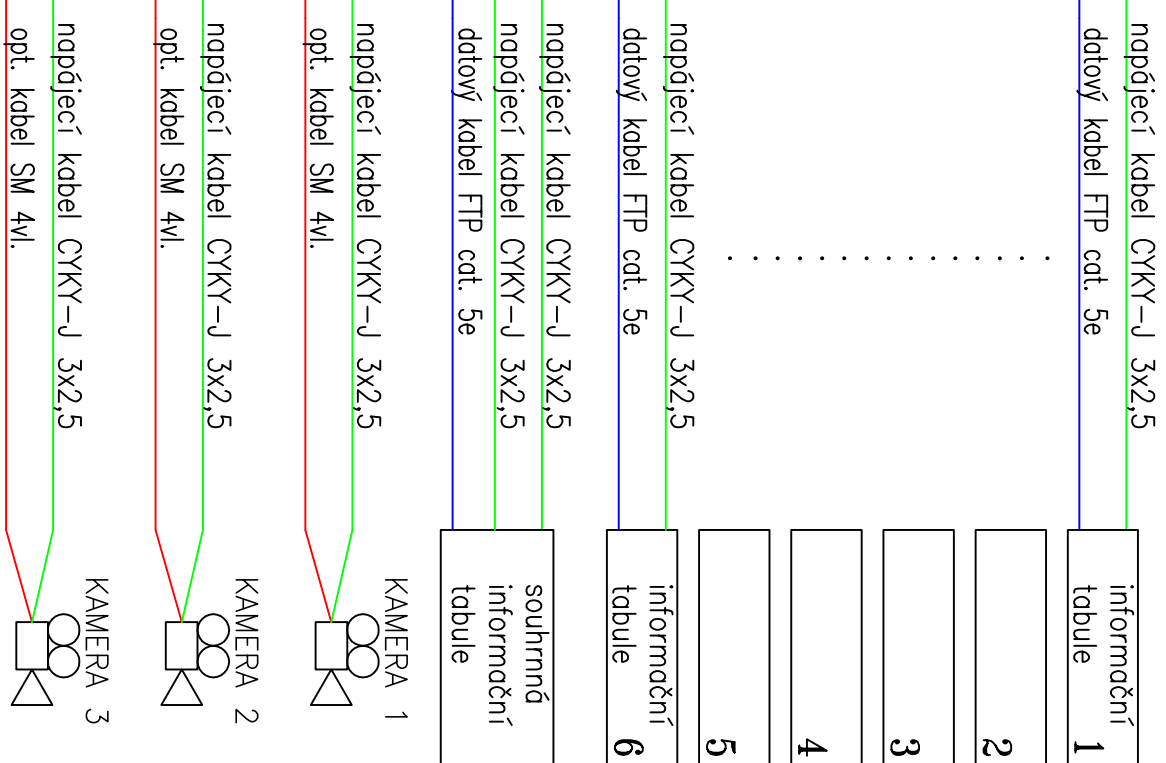 napájecí kabel CYKY-J 3x2,5
datový kabel FTP cat. 5e
informační
tabule
1
2
3
4
5
napájecí kabel CYKY-J 3x2,5
datový kabel FTP cat. 5e
informační
tabule
6
napájecí kabel CYKY-J 3x2,5
napájecí kabel CYKY-J 3x2,5
datový kabel FTP cat. 5e
souhrnná
informační
tabule
napájecí kabel CYKY-J 3x2,5
opt. kabel SM 4vl.
KAMERA 1
napájecí kabel CYKY-J 3x2,5
opt. kabel SM 4vl.
KAMERA 2
napájecí kabel CYKY-J 3x2,5
opt. kabel SM 4vl.
KAMERA 3